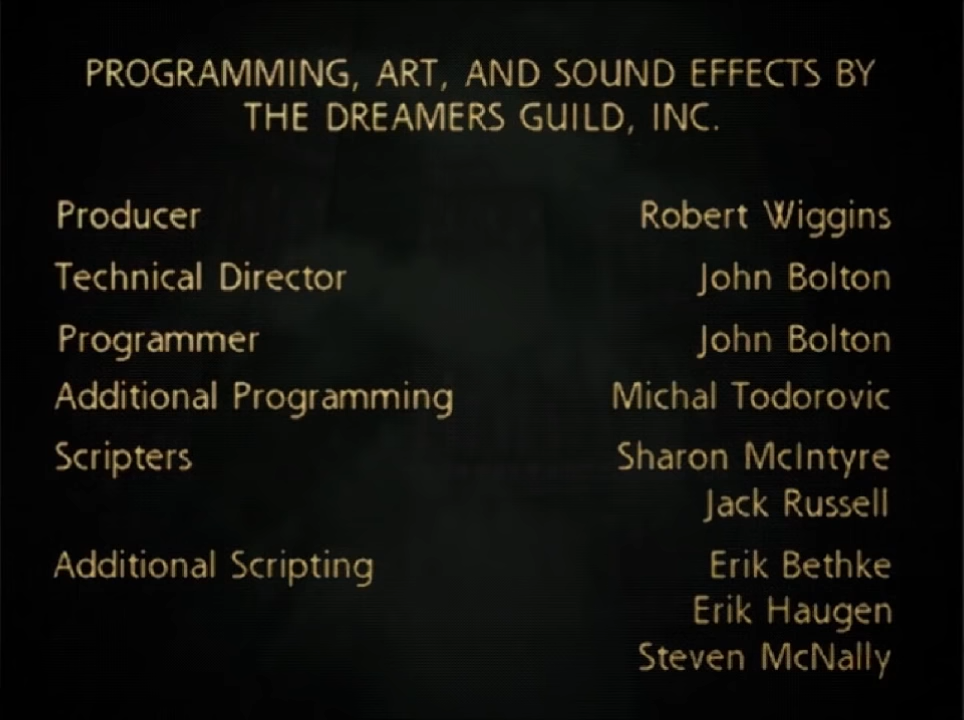 PROGRAMMING, ART, AND SOUND EFFECTS BY
THE DREAMERS GUILD, INC.
Producer Robert Wiggins
Technical Director John Bolton
Programmer John Bolton
Additional Programming Michal Todorovic
Scripters Sharon McIntyre
Jack Russell
Additional Scripting Erik Bethke
Erik Haugen
Steven McNally